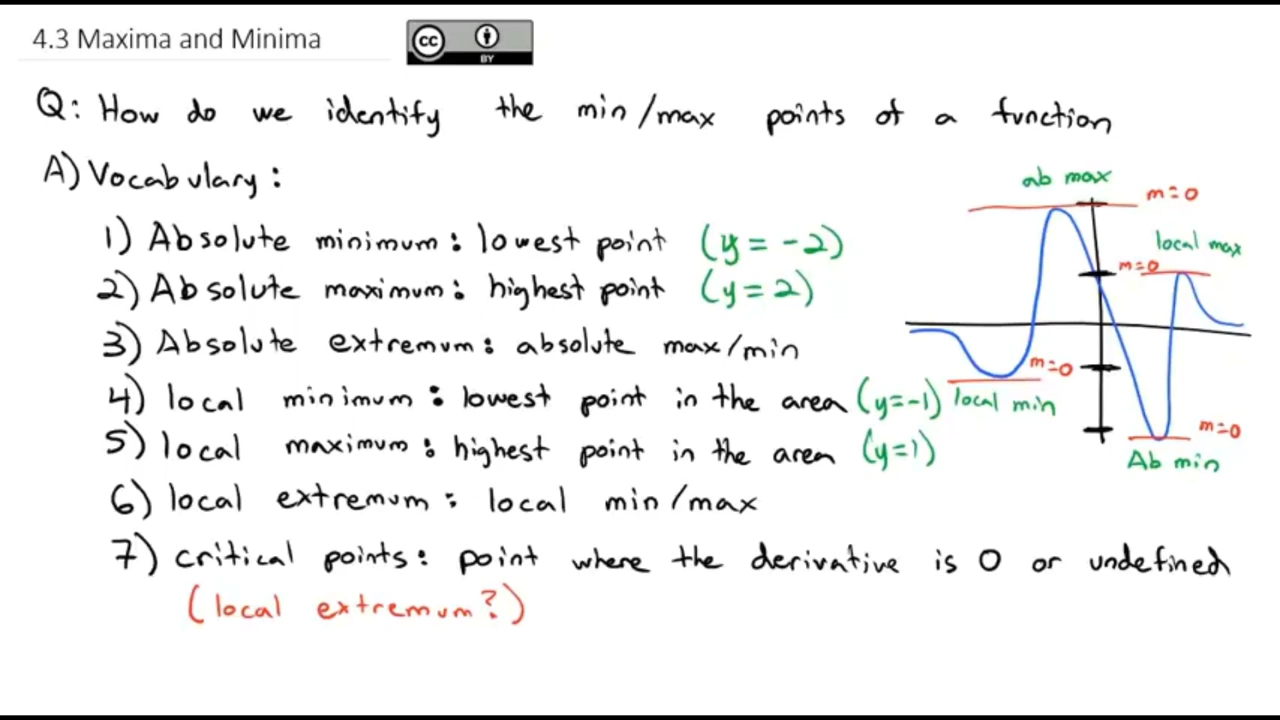 4.3 Maxima and Minima
cc BY
Q: How do we identify the min/max points of a function
A) Vocabulary:
1) Absolute minimum: lowest point (y = -2)
2) Absolute maximum: highest point (y = 2)
3) Absolute extremum: absolute max/min
4) local minimum: lowest point in the area (y=-1)
5) local maximum: highest point in the area (y=1)
6) local extremum: local min/max
7) critical points: point where the derivative is 0 or undefined
(local extremum?)
ab max
m=0
local max
m=0
m=0
local min
m=0
Ab min